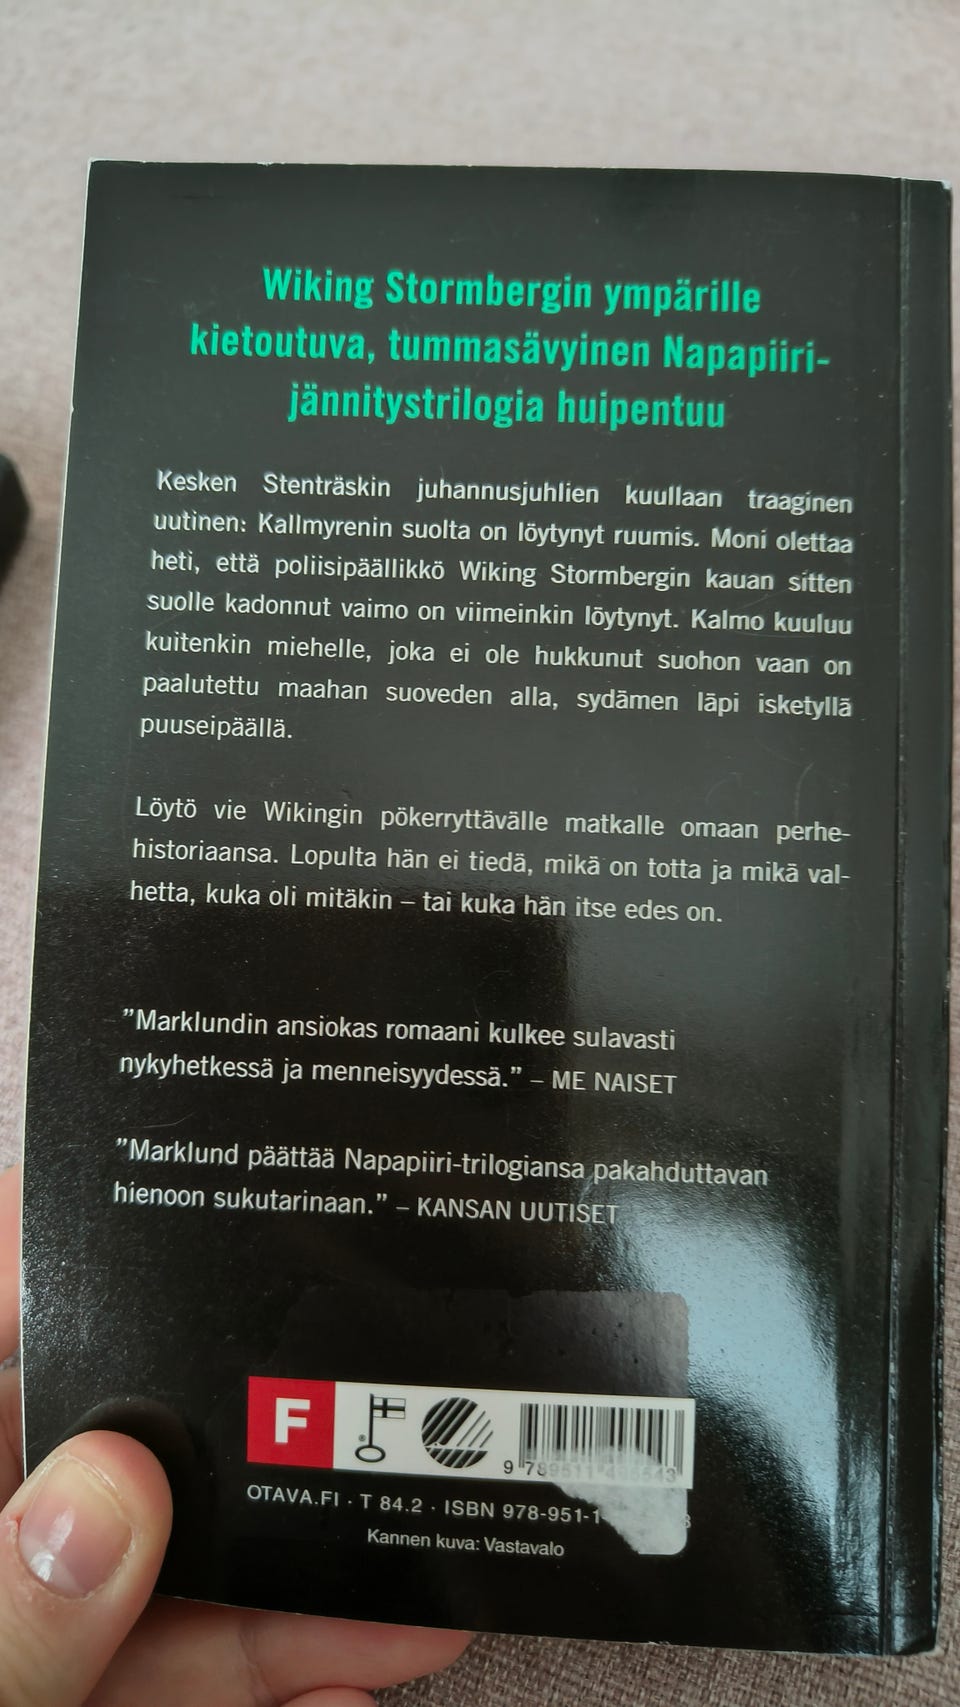 Wiking Stormbergin ympärille
kietoutuva, tummasävyinen Napapiiri-
jännitystrilogia huipentuu
Kesken Stenträskin juhannusjuhlien kuullaan traaginen
uutinen: Kallmyrenin suolta on löytynyt ruumis. Moni olettaa
heti, että poliisipäällikkö Wiking Stormbergin kauan sitten
suolle kadonnut vaimo on viimeinkin löytynyt. Kalmo kuuluu
kuitenkin miehelle, joka ei ole hukkunut suohon vaan on
paalutettu maahan suoveden alla, sydämen läpi isketyllä
puuseipäällä.
Löytö vie Wikingin pökerryttävälle matkalle omaan perhe-
historiaansa. Lopulta hän ei tiedä, mikä on totta ja mikä val-
hetta, kuka oli mitäkin – tai kuka hän itse edes on.
”Marklundin ansiokas romaani kulkee sulavasti
nykyhetkessä ja menneisyydessä.” – ME NAISET
”Marklund päättää Napapiiri-trilogiansa pakahduttavan
hienoon sukutarinaan.” – KANSAN UUTISET
F
OTAVA.FI · T 84.2 · ISBN
Kannen kuva: Vastavalo